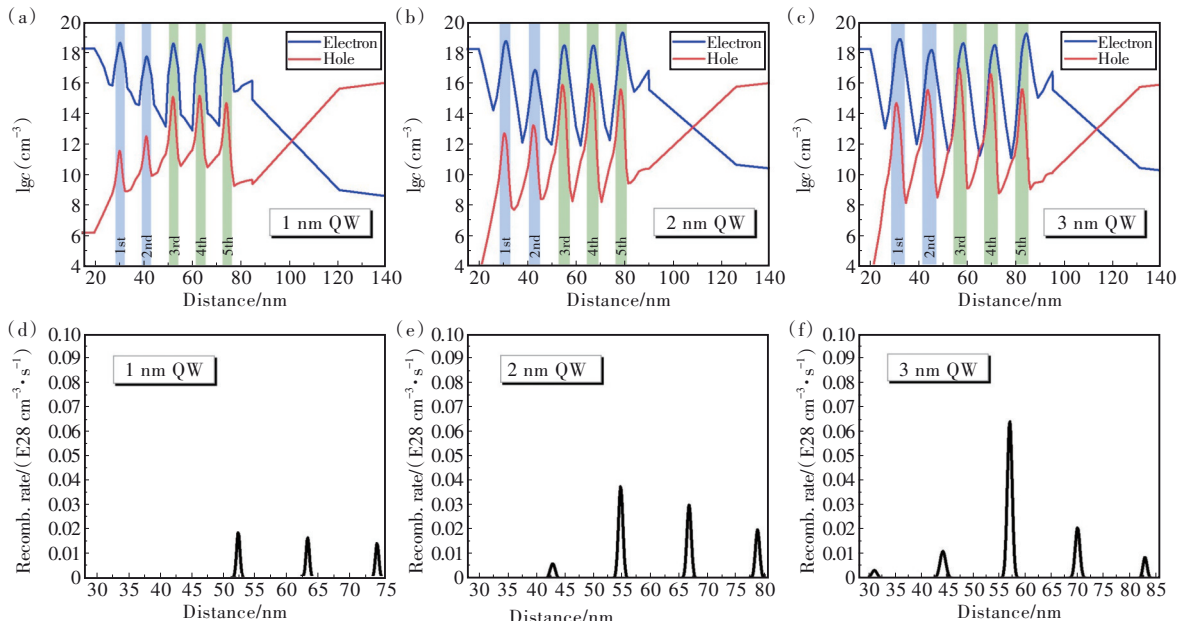 (a)
20
18
16
14
12
10
8
6
4
lgc(cm⁻³)
Electron
Hole
1st
2nd
3rd
4th
5th
1 nm QW
20 40 60 80 100 120 140
Distance/nm
(b)
20
18
16
14
12
10
8
6
4
lgc(cm⁻³)
Electron
Hole
1st
2nd
3rd
4th
5th
2 nm QW
20 40 60 80 100 120 140
Distance/nm
(c)
20
18
16
14
12
10
8
6
4
lgc(cm⁻³)
Electron
Hole
1st
2nd
3rd
4th
5th
3 nm QW
20 40 60 80 100 120 140
Distance/nm
(d)
0.10
0.09
0.08
0.07
0.06
0.05
0.04
0.03
0.02
0.01
0
Recomb. rate/(E28 cm⁻³·s⁻¹)
1 nm QW
30 35 40 45 50 55 60 65 70 75
Distance/nm
(e)
0.10
0.09
0.08
0.07
0.06
0.05
0.04
0.03
0.02
0.01
0
Recomb. rate/(E28 cm⁻³·s⁻¹)
2 nm QW
30 35 40 45 50 55 60 65 70 75 80
Distance/nm
(f)
0.10
0.09
0.08
0.07
0.06
0.05
0.04
0.03
0.02
0.01
0
Recomb. rate/(E28 cm⁻³·s⁻¹)
3 nm QW
30 35 40 45 50 55 60 65 70 75 80 85
Distance/nm